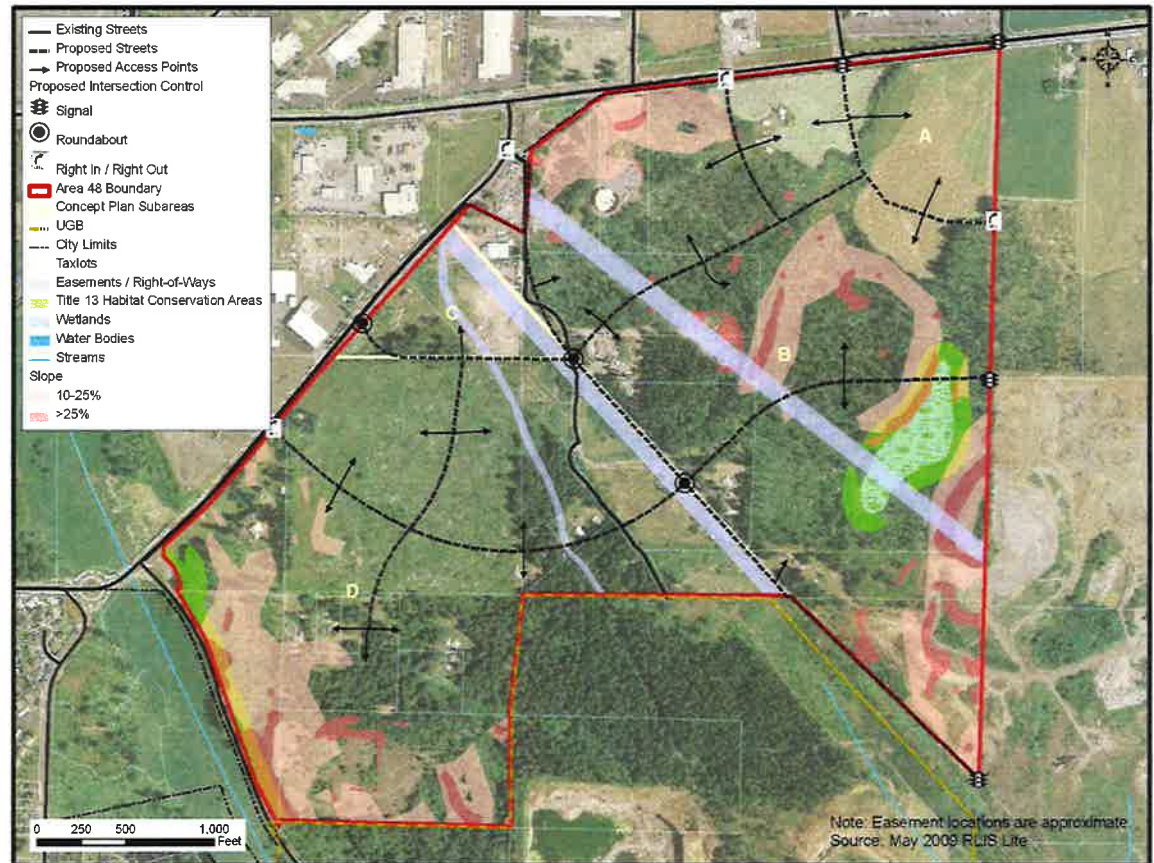 Existing Streets
Proposed Streets
Proposed Access Points
Proposed Intersection Control
Signal
Roundabout
Right In / Right Out
Area 48 Boundary
Concept Plan Subareas
UGB
City Limits
Taxlots
Easements / Right-of-Ways
Title 13 Habitat Conservation Areas
Wetlands
Water Bodies
Streams
Slope
10-25%
>25%
A
B
C
D
0 250 500 1,000
Feet
Note: Easement locations are approximate
Source: May 2009 RLIS Lite